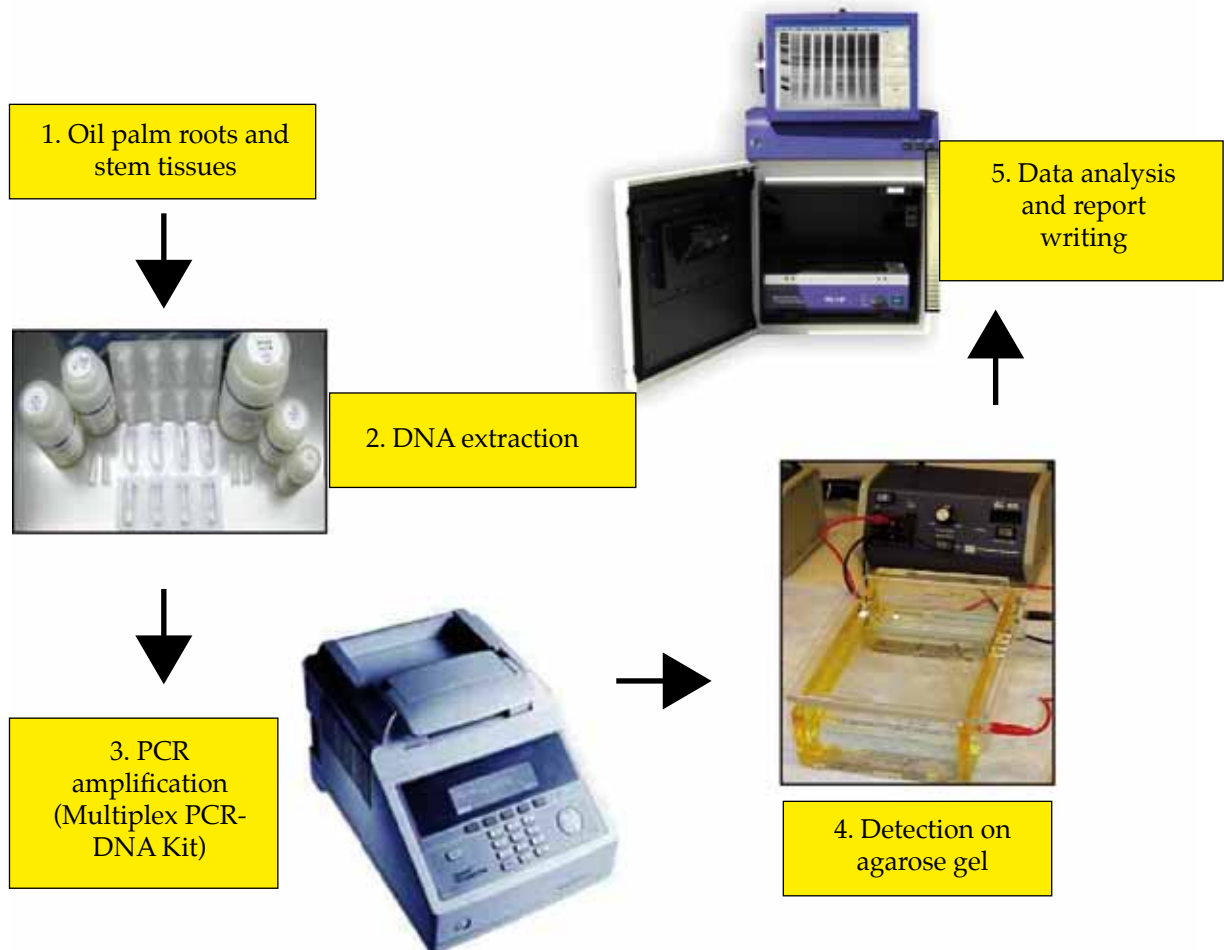 1. Oil palm roots and
stem tissues
2. DNA extraction
3. PCR
amplification
(Multiplex PCR-
DNA Kit)
4. Detection on
agarose gel
5. Data analysis
and report
writing